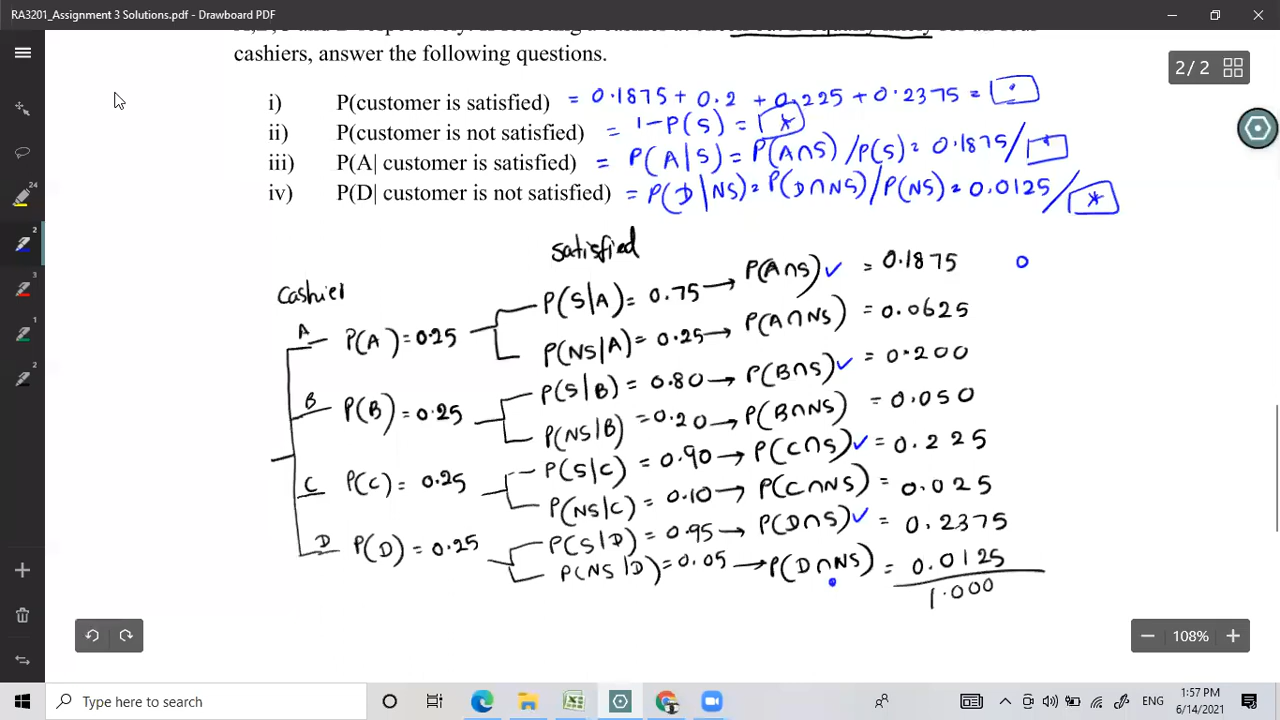 RA3201_Assignment 3 Solutions.pdf - Drawboard PDF
2/2
cashiers, answer the following questions.
i) P(customer is satisfied) = 0.1875 + 0.2 + 0.225 + 0.2375 =
ii) P(customer is not satisfied) = 1-P(S) = *
iii) P(A| customer is satisfied) = P(A|S) = P(A∩S) /P(S) = 0.1875/
iv) P(D| customer is not satisfied) = P(D|NS) = P(D∩NS)/P(NS) = 0.0125/ *
satisfied
Cashier
A P(A) = 0.25
P(S|A) = 0.75 → P(A∩S) ✓ = 0.1875
P(NS|A) = 0.25 → P(A∩NS) = 0.0625
B P(B) = 0.25
P(S|B) = 0.80 → P(B∩S) ✓ = 0.200
P(NS|B) = 0.20 → P(B∩NS) = 0.050
C P(C) = 0.25
P(S|C) = 0.90 → P(C∩S) ✓ = 0.225
P(NS|C) = 0.10 → P(C∩NS) = 0.025
D P(D) = 0.25
P(S|D) = 0.95 → P(D∩S) ✓ = 0.2375
P(NS|D) = 0.05 → P(D∩NS) = 0.0125
1.000
24
2
2
2
2
108%
Type here to search
ENG
1:57 PM
6/14/2021